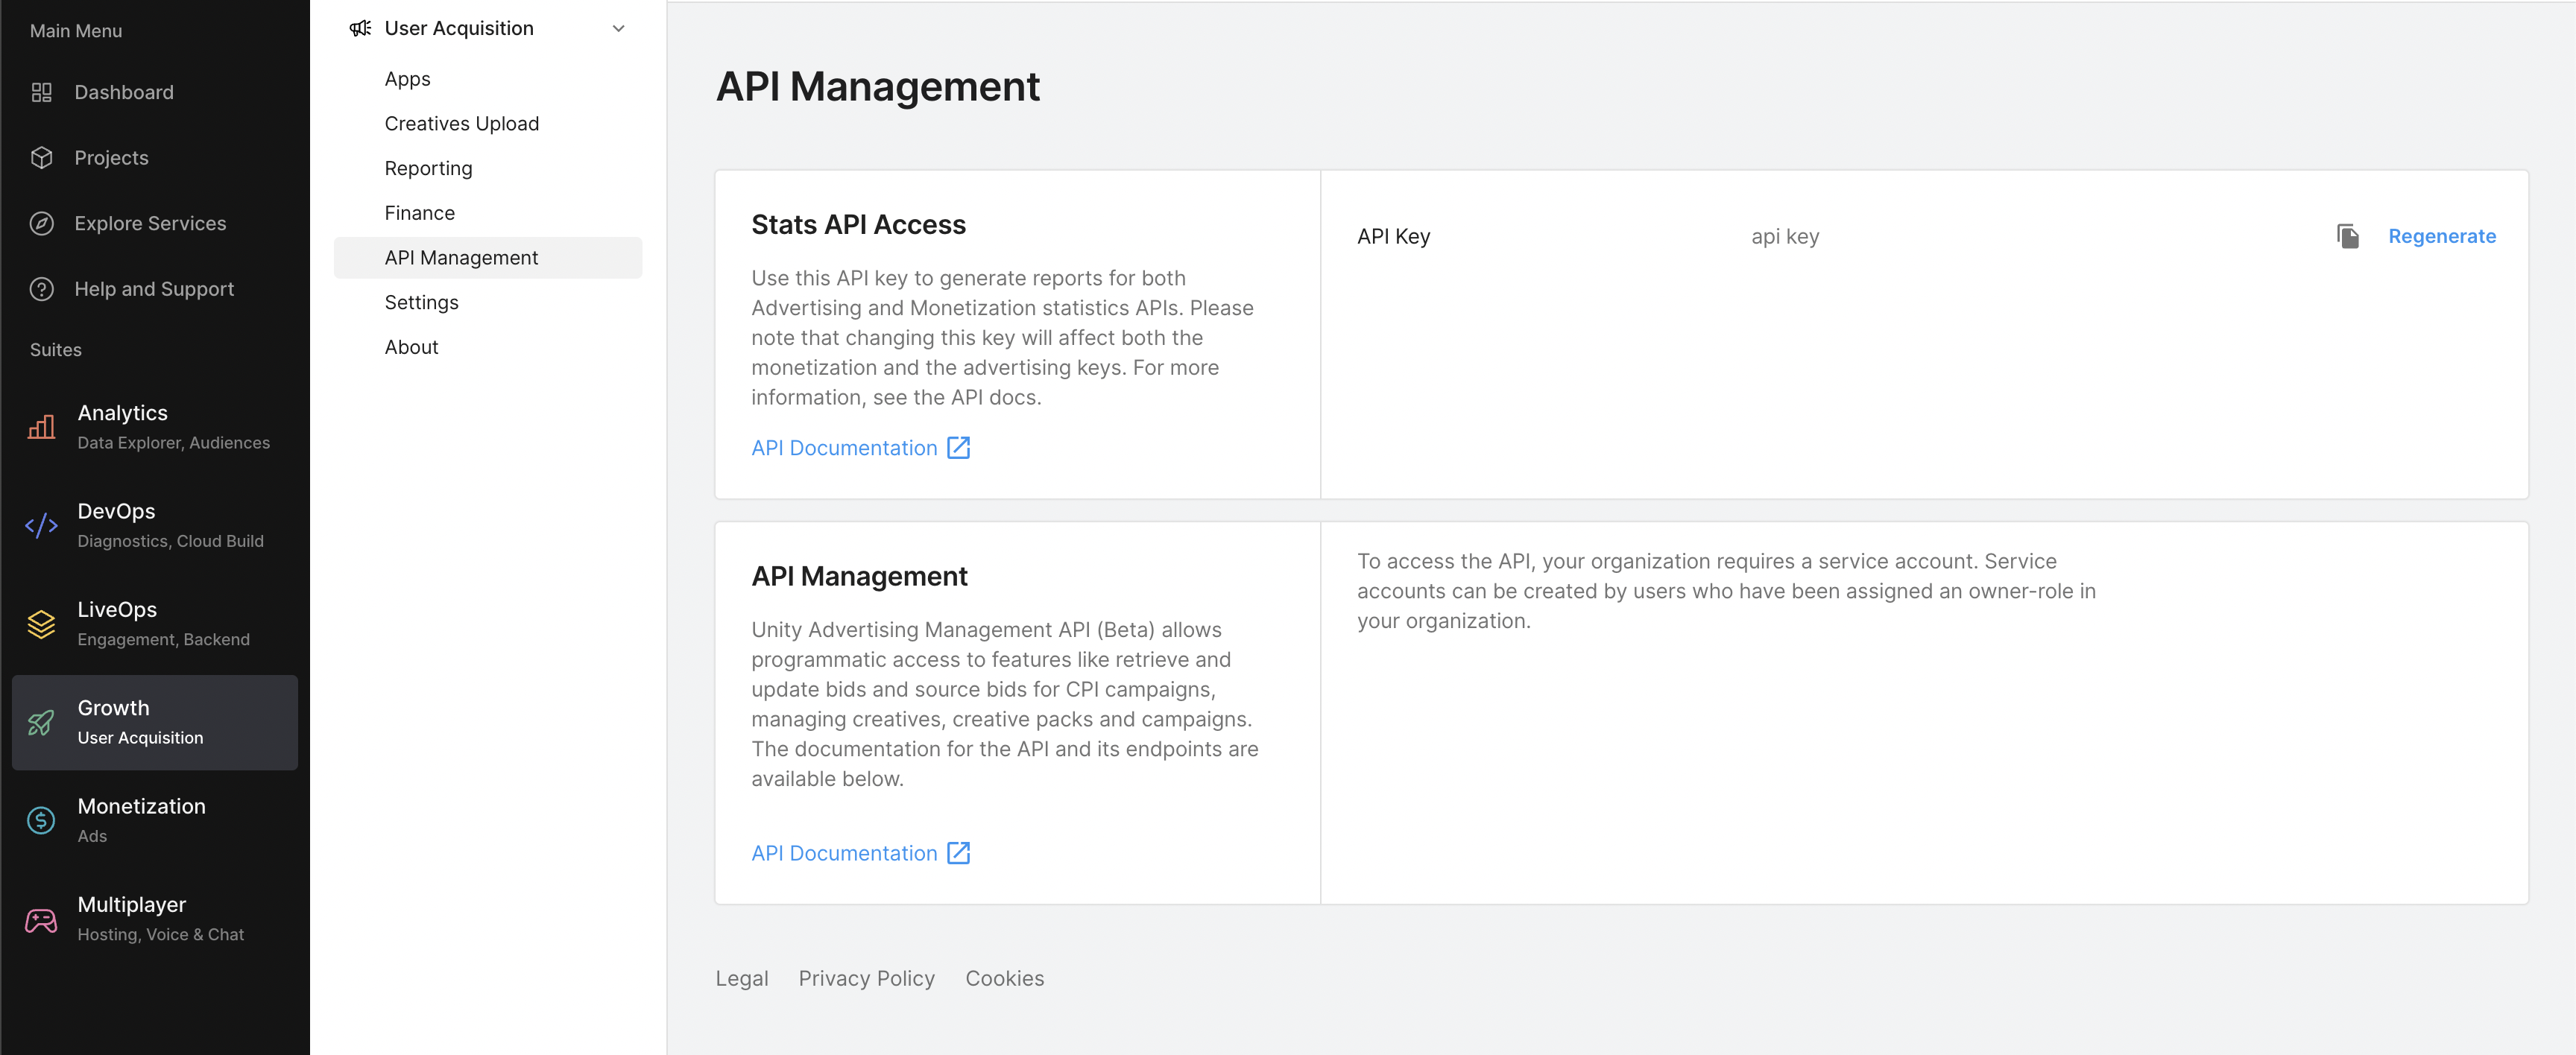 Main Menu
Dashboard
Projects
Explore Services
Help and Support
Suites
Analytics
Data Explorer, Audiences
DevOps
Diagnostics, Cloud Build
LiveOps
Engagement, Backend
Growth
User Acquisition
Monetization
Ads
Multiplayer
Hosting, Voice & Chat
User Acquisition
Apps
Creatives Upload
Reporting
Finance
API Management
Settings
About
API Management
Stats API Access
Use this API key to generate reports for both
Advertising and Monetization statistics APIs. Please
note that changing this key will affect both the
monetization and the advertising keys. For more
information, see the API docs.
API Documentation
API Key
api key
Regenerate
API Management
Unity Advertising Management API (Beta) allows
programmatic access to features like retrieve and
update bids and source bids for CPI campaigns,
managing creatives, creative packs and campaigns.
The documentation for the API and its endpoints are
available below.
API Documentation
To access the API, your organization requires a service account. Service
accounts can be created by users who have been assigned an owner-role in
your organization.
Legal
Privacy Policy
Cookies